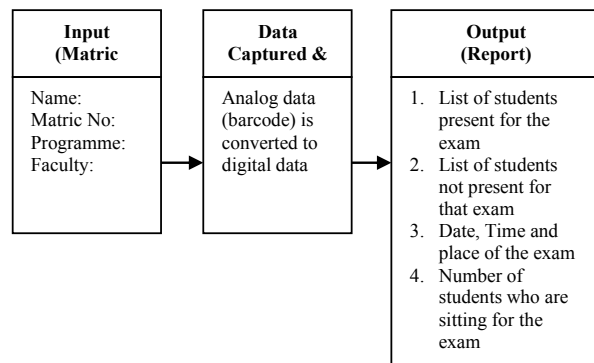 Input
(Matric
Name:
Matric No:
Programme:
Faculty:
Data
Captured &
Analog data
(barcode) is
converted to
digital data
Output
(Report)
1. List of students
present for the
exam
2. List of students
not present for
that exam
3. Date, Time and
place of the exam
4. Number of
students who are
sitting for the
exam